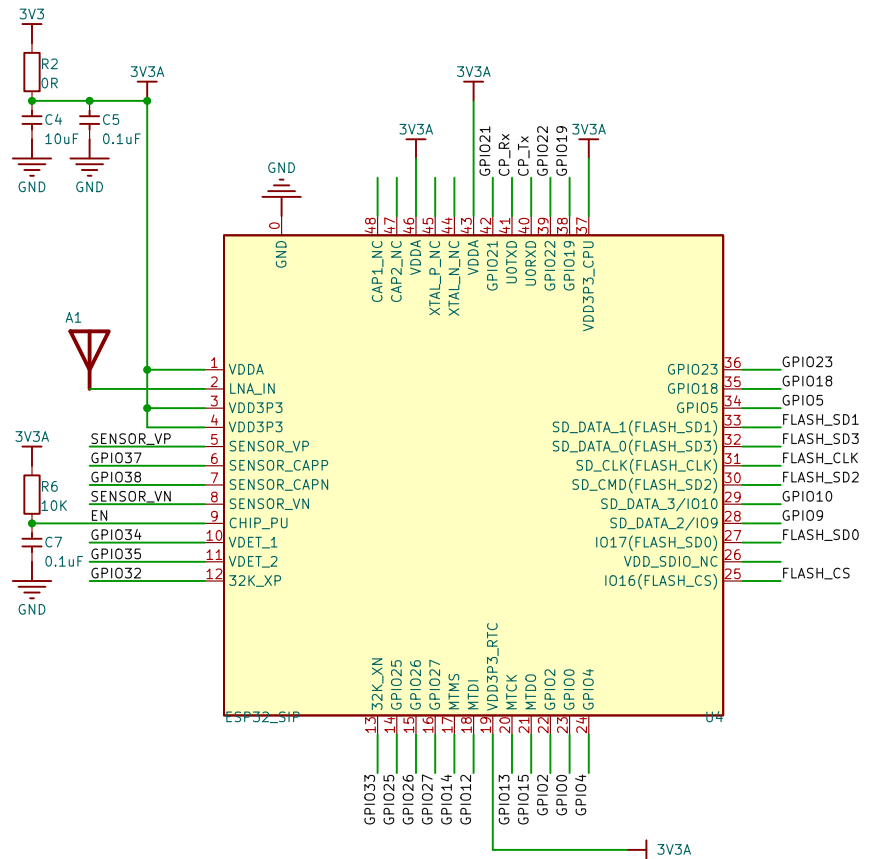 3V3
R2
0R
3V3A
C4
10uF
C5
0.1uF
GND
GND
GND
3V3A
3V3A
3V3A
GPIO21
CP_Rx
CP_Tx
GPIO22
GPIO19
0
48
47
46
45
44
43
42
41
40
39
38
37
GND
CAP1_NC
CAP2_NC
VDDA
XTAL_P_NC
XTAL_N_NC
VDDA
GPIO21
U0TXD
U0RXD
GPIO22
GPIO19
VDD3P3_CPU
A1
1 VDDA
2 LNA_IN
3 VDD3P3
4 VDD3P3
SENSOR_VP 5 SENSOR_VP
GPIO37 6 SENSOR_CAPP
GPIO38 7 SENSOR_CAPN
SENSOR_VN 8 SENSOR_VN
EN 9 CHIP_PU
GPIO34 10 VDET_1
GPIO35 11 VDET_2
GPIO32 12 32K_XP
3V3A
R6
10K
C7
0.1uF
GND
GPIO23 36 GPIO23
GPIO18 35 GPIO18
GPIO5 34 GPIO5
SD_DATA_1(FLASH_SD1) 33 FLASH_SD1
SD_DATA_0(FLASH_SD3) 32 FLASH_SD3
SD_CLK(FLASH_CLK) 31 FLASH_CLK
SD_CMD(FLASH_SD2) 30 FLASH_SD2
SD_DATA_3/IO10 29 GPIO10
SD_DATA_2/IO9 28 GPIO9
IO17(FLASH_SD0) 27 FLASH_SD0
VDD_SDIO_NC 26
IO16(FLASH_CS) 25 FLASH_CS
32K_XN
GPIO25
GPIO26
GPIO27
MTMS
MTDI
VDD3P3_RTC
MTCK
MTDO
GPIO2
GPIO0
GPIO4
ESP32_SIP
U4
13
14
15
16
17
18
19
20
21
22
23
24
GPIO33
GPIO25
GPIO26
GPIO27
GPIO14
GPIO12
GPIO13
GPIO15
GPIO2
GPIO0
GPIO4
3V3A